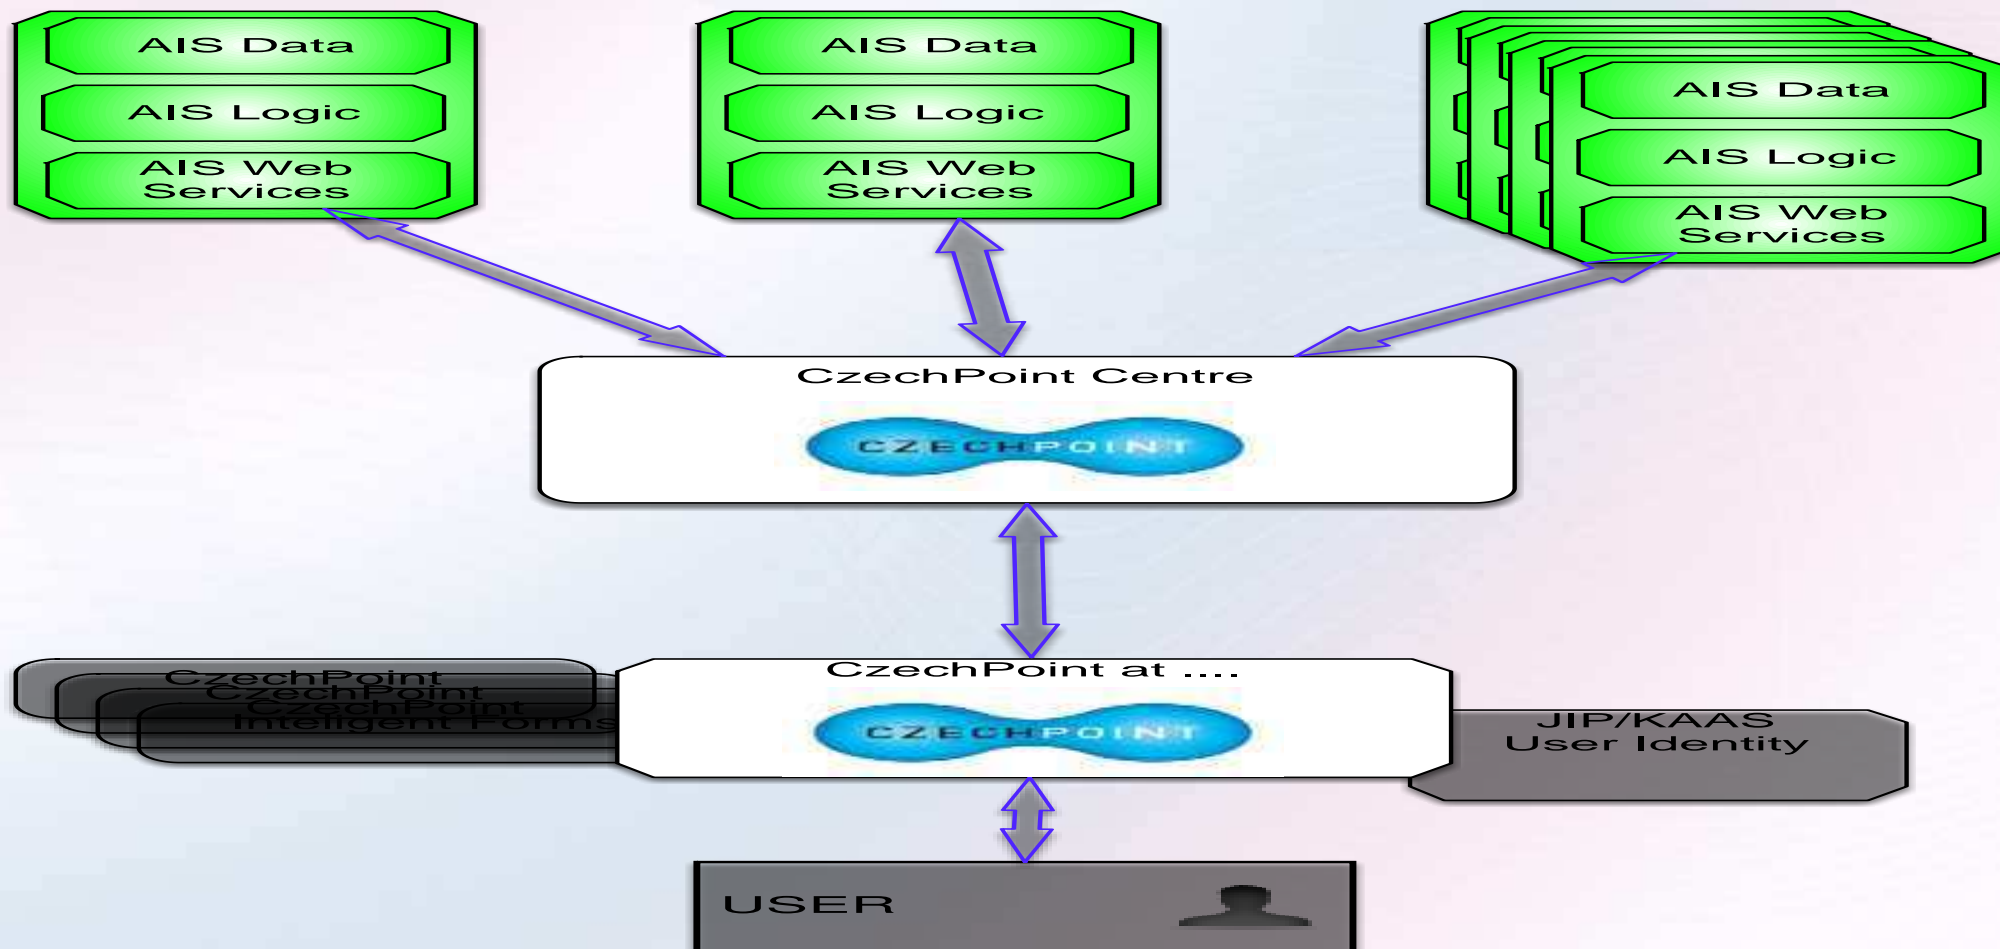 AIS Data
AIS Logic
AIS Web
Services
AIS Data
AIS Logic
AIS Web
Services
AIS Data
AIS Logic
AIS Web
Services
CzechPoint Centre
CZECHPOINT
CzechPoint
CzechPoint
CzechPoint
Inteligent Forms
CzechPoint at ....
CZECHPOINT
JIP/KAAS
User Identity
USER